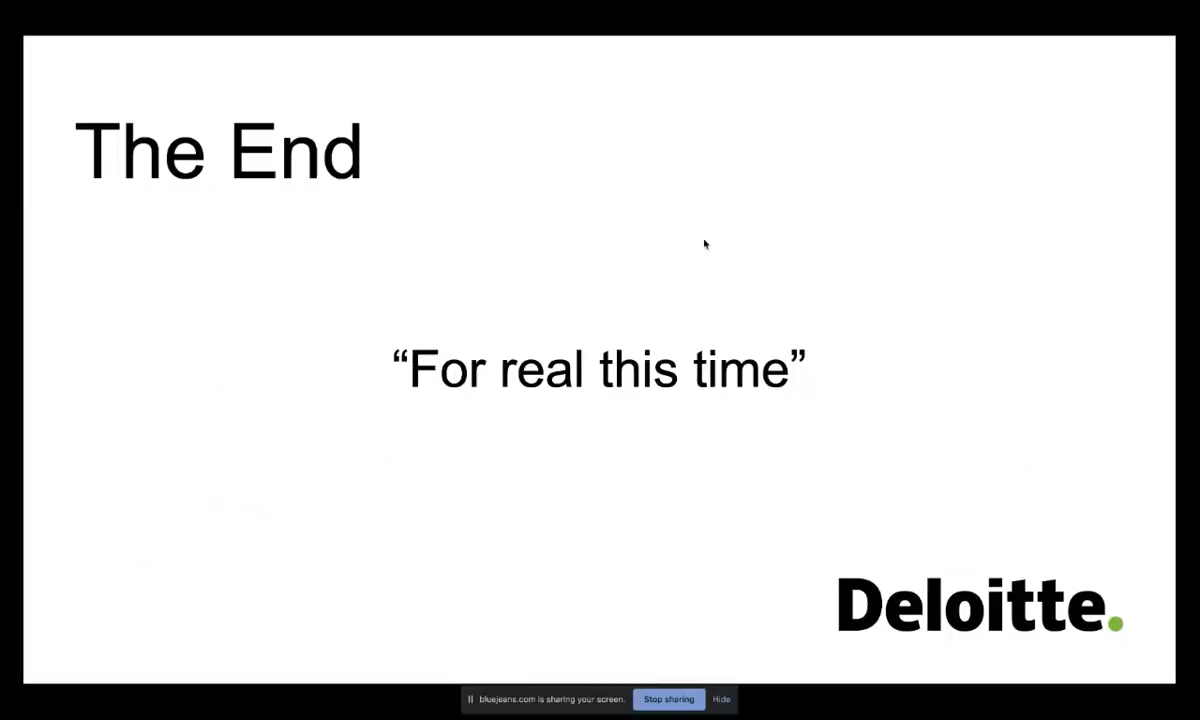 The End
“For real this time”
Deloitte.
bluejeans.com is sharing your screen. Stop sharing Hide